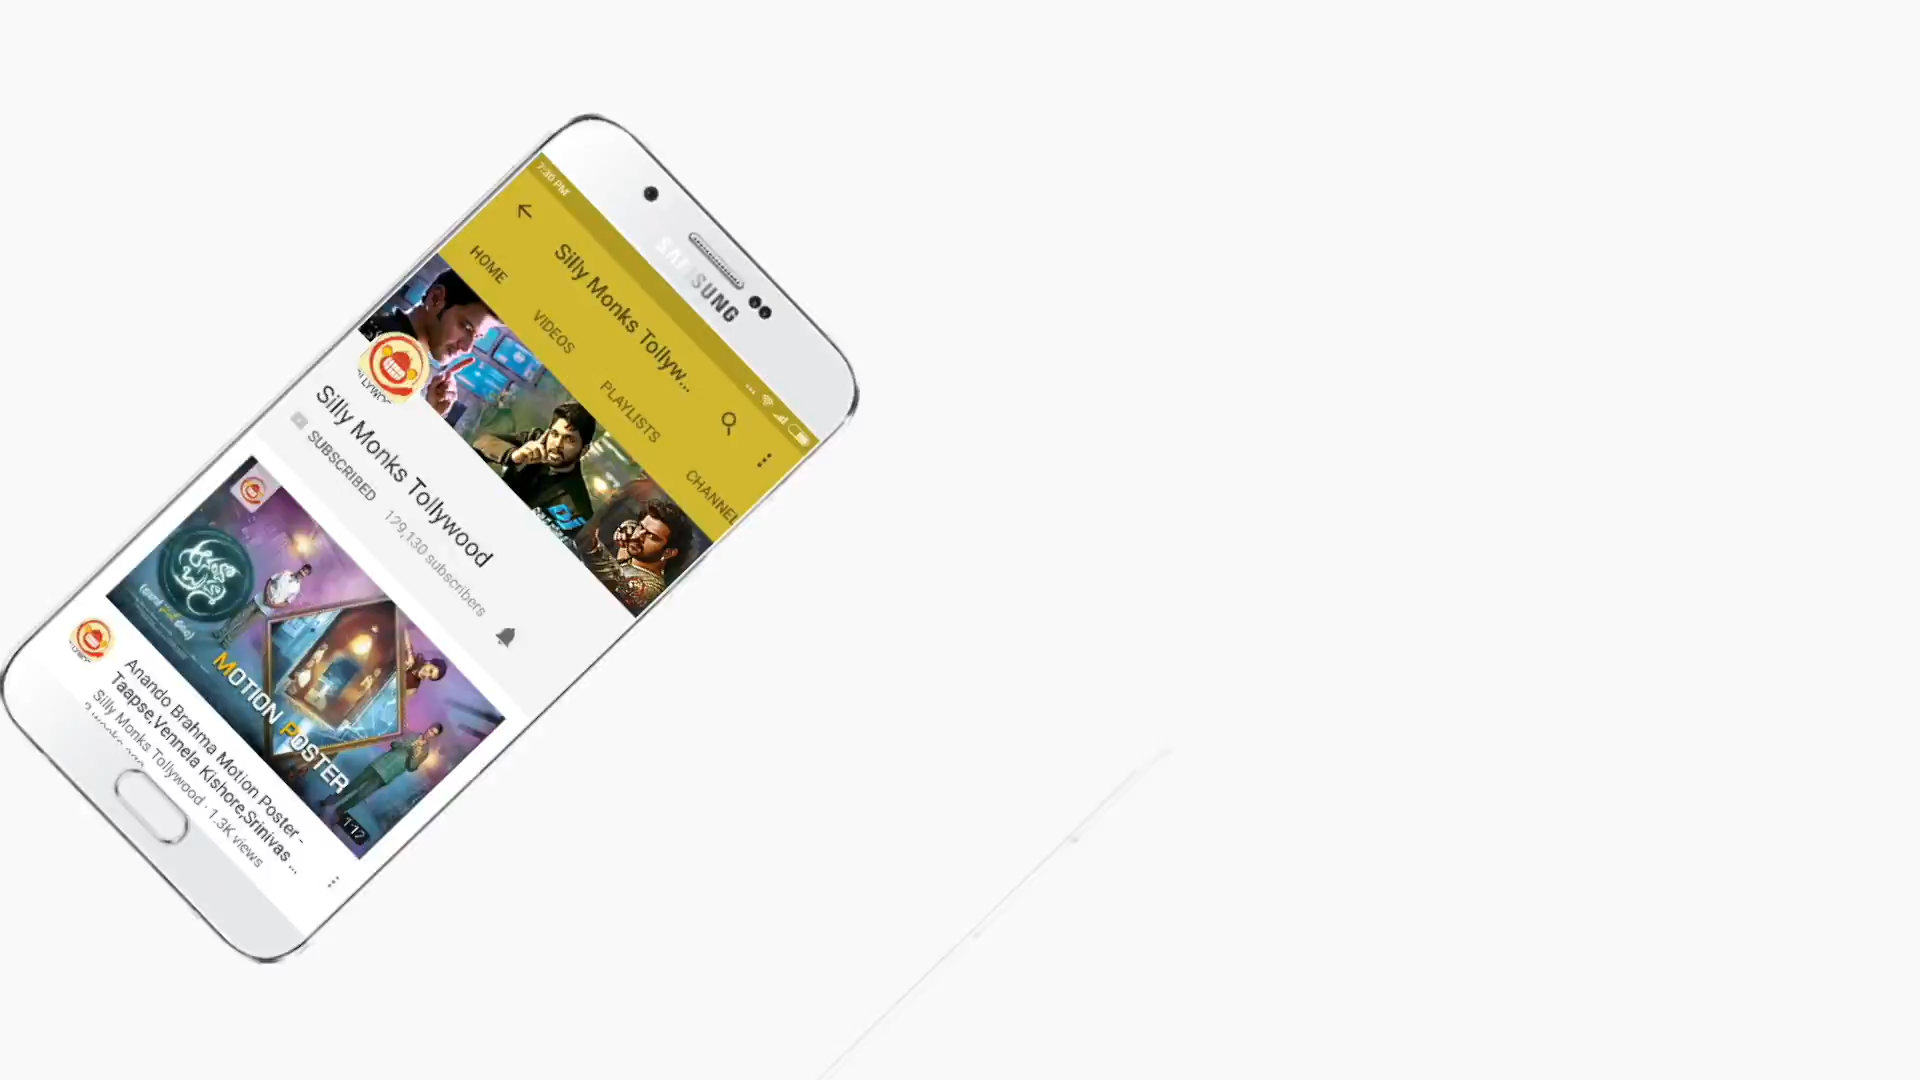 SAMSUNG
7:30 PM
Silly Monks Tollyw...
HOME
VIDEOS
PLAYLISTS
CHANNEL
Silly Monks Tollywood
SUBSCRIBED
129,130 subscribers
MOTION POSTER
1:12
Anando Brahma Motion Poster -
Taapse,Vennela Kishore,Srinivas ...
Silly Monks Tollywood · 1.3K views